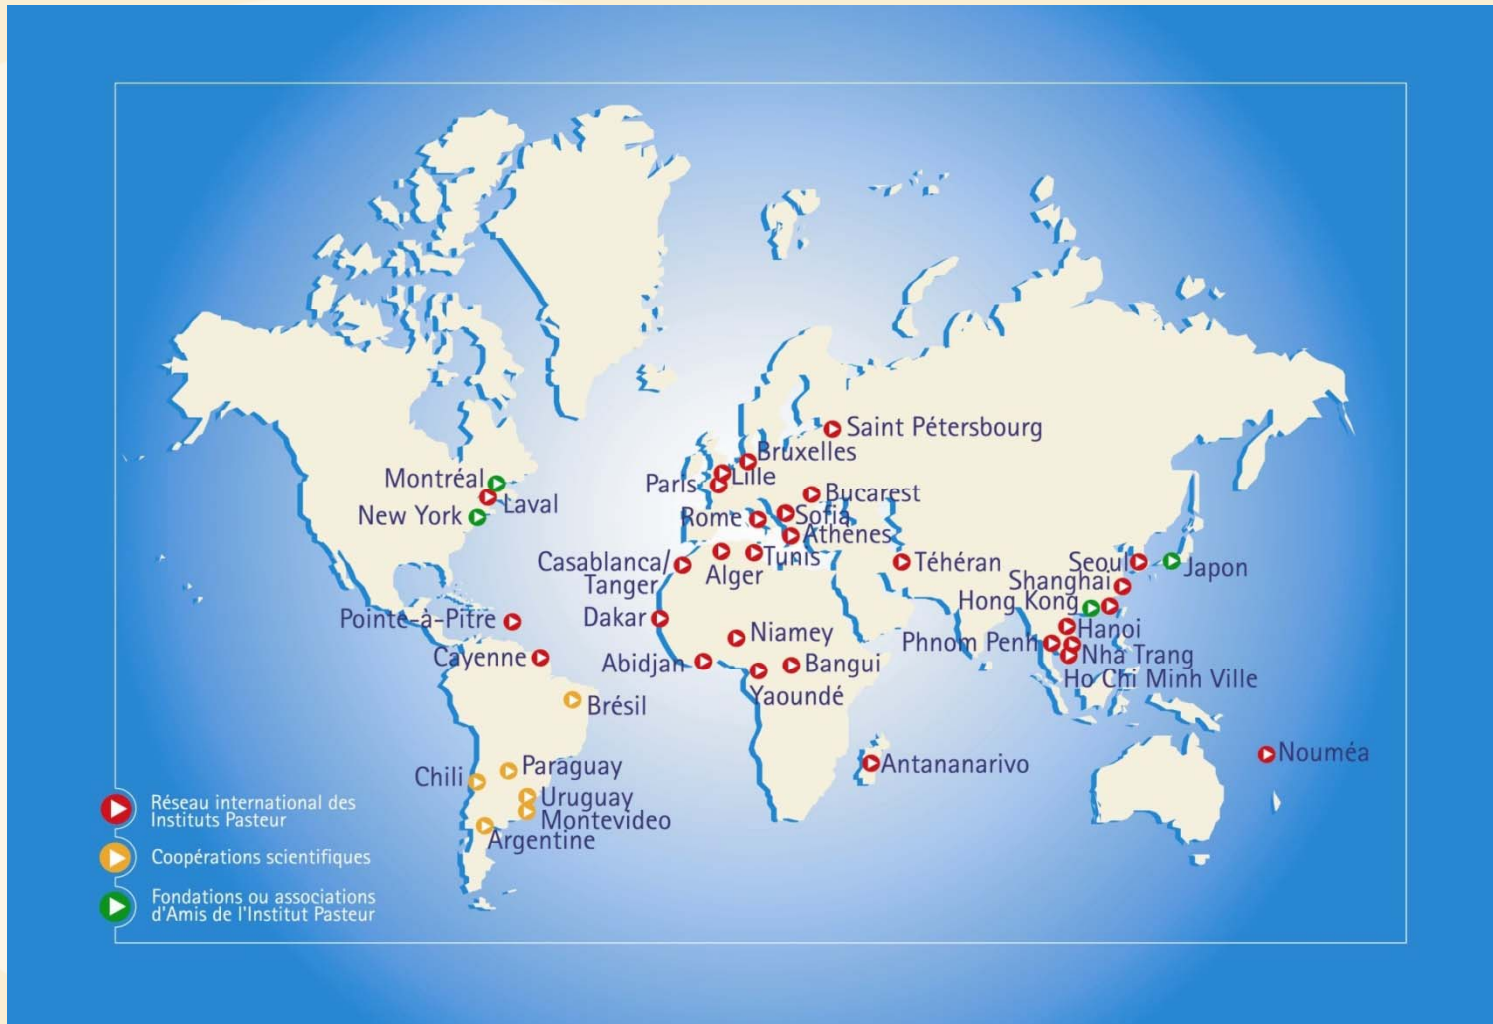 Saint Pétersbourg
Bruxelles
Lille
Paris
Montréal
Laval
New York
Bucarest
Rome
Sofia
Athènes
Casablanca/
Tanger
Alger
Tunis
Téhéran
Seoul
Japon
Shanghai
Hong Kong
Pointe-à-Pitre
Dakar
Niamey
Hanoi
Phnom Penh
Nha Trang
Ho Chi Minh Ville
Cayenne
Abidjan
Bangui
Yaoundé
Brésil
Nouméa
Antananarivo
Chili
Paraguay
Uruguay
Montevideo
Argentine
Réseau international des
Instituts Pasteur
Coopérations scientifiques
Fondations ou associations
d'Amis de l'Institut Pasteur